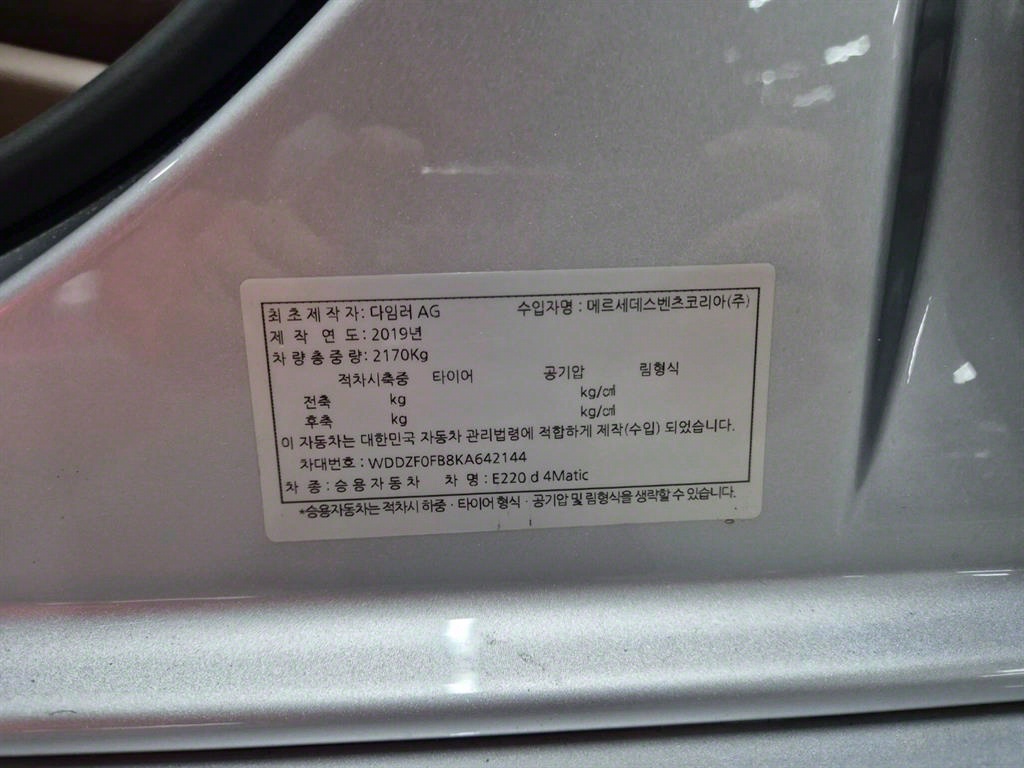 최초제작자: 다임러 AG 수입자명 : 메르세데스벤츠코리아(주)
제작 연도: 2019년
차량총중량: 2170Kg
적차시축중 타이어 공기압 림형식
전축 kg kg/㎠
후축 kg kg/㎠
이 자동차는 대한민국 자동차 관리법령에 적합하게 제작(수입) 되었습니다.
차대번호 : WDDZF0FB8KA642144
차 종 : 승용자동차 차 명 : E220 d 4Matic
*승용자동차는 적차시 하중 · 타이어 형식 · 공기압 및 림형식을 생략할 수 있습니다.